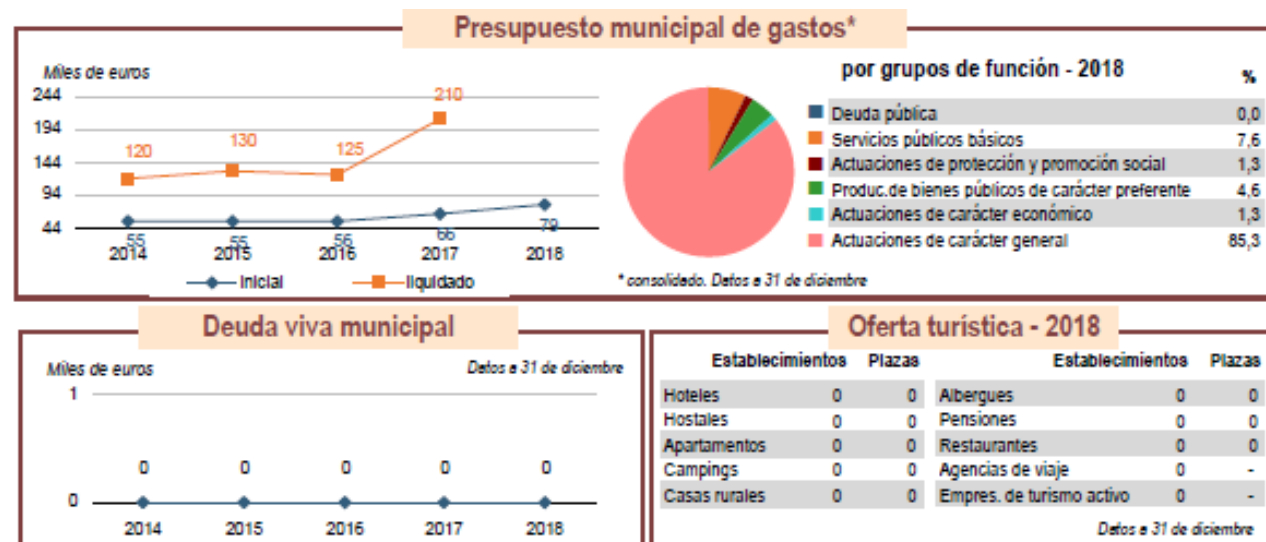 Presupuesto municipal de gastos*
Miles de euros
244
194
144
94
44
120
130
125
210
55
55
56
66
79
2014
2015
2016
2017
2018
inicial
liquidado
por grupos de función - 2018 %
Deuda pública 0,0
Servicios públicos básicos 7,6
Actuaciones de protección y promoción social 1,3
Produc.de bienes públicos de carácter preferente 4,6
Actuaciones de carácter económico 1,3
Actuaciones de carácter general 85,3
* consolidado. Datos a 31 de diciembre
Deuda viva municipal
Miles de euros
Datos a 31 de diciembre
1
0 0 0 0 0
0
2014 2015 2016 2017 2018
Oferta turística - 2018
Establecimientos Plazas Establecimientos Plazas
Hoteles 0 0 Albergues 0 0
Hostales 0 0 Pensiones 0 0
Apartamentos 0 0 Restaurantes 0 0
Campings 0 0 Agencias de viaje 0 -
Casas rurales 0 0 Empres. de turismo activo 0 -
Datos a 31 de diciembre